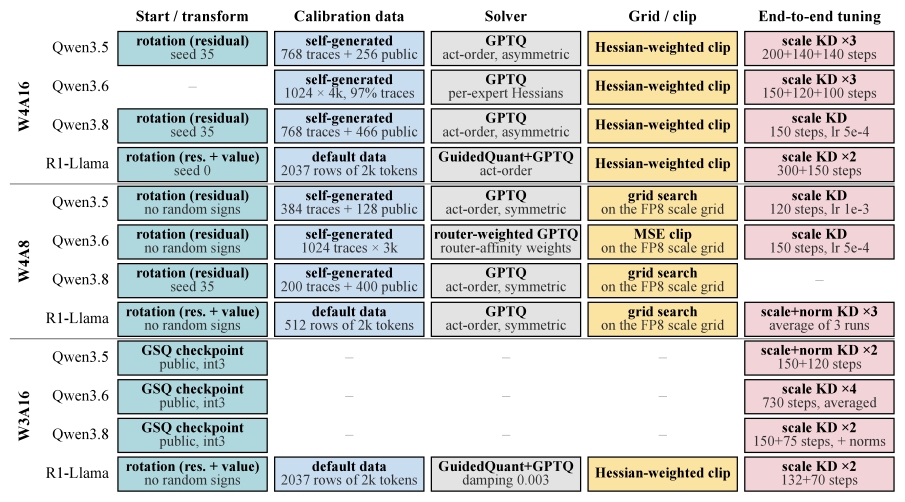 Start / transform Calibration data Solver Grid / clip End-to-end tuning
W4A16
Qwen3.5 rotation (residual) self-generated GPTQ Hessian-weighted clip scale KD ×3
seed 35 768 traces + 256 public act-order, asymmetric 200+140+140 steps
Qwen3.6 – self-generated GPTQ Hessian-weighted clip scale KD ×3
1024 × 4k, 97% traces per-expert Hessians 150+120+100 steps
Qwen3.8 rotation (residual) self-generated GPTQ Hessian-weighted clip scale KD
seed 35 768 traces + 466 public act-order, asymmetric 150 steps, lr 5e-4
R1-Llama rotation (res. + value) default data GuidedQuant+GPTQ Hessian-weighted clip scale KD ×2
seed 0 2037 rows of 2k tokens act-order 300+150 steps
W4A8
Qwen3.5 rotation (residual) self-generated GPTQ grid search scale KD
no random signs 384 traces + 128 public act-order, symmetric on the FP8 scale grid 120 steps, lr 1e-3
Qwen3.6 rotation (residual) self-generated router-weighted GPTQ MSE clip scale KD
no random signs 1024 traces × 3k router-affinity weights on the FP8 scale grid 150 steps, lr 5e-4
Qwen3.8 rotation (residual) self-generated GPTQ grid search –
seed 35 200 traces + 400 public act-order, symmetric on the FP8 scale grid
R1-Llama rotation (res. + value) default data GPTQ grid search scale+norm KD ×3
no random signs 512 rows of 2k tokens act-order, symmetric on the FP8 scale grid average of 3 runs
W3A16
Qwen3.5 GSQ checkpoint – – – scale+norm KD ×2
public, int3 150+120 steps
Qwen3.6 GSQ checkpoint – – – scale KD ×4
public, int3 730 steps, averaged
Qwen3.8 GSQ checkpoint – – – scale KD ×2
public, int3 150+75 steps, + norms
R1-Llama rotation (res. + value) default data GuidedQuant+GPTQ Hessian-weighted clip scale KD ×2
no random signs 2037 rows of 2k tokens damping 0.003 132+70 steps